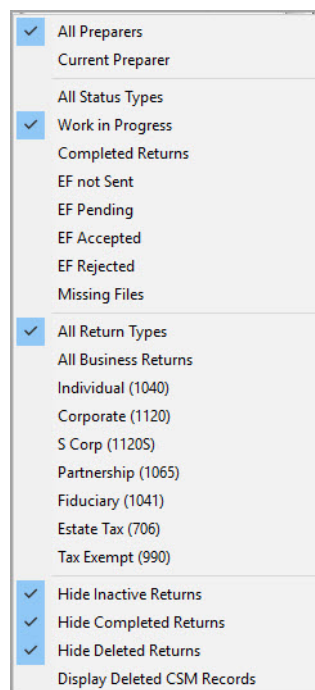 All Preparers
Current Preparer
All Status Types
Work in Progress
Completed Returns
EF not Sent
EF Pending
EF Accepted
EF Rejected
Missing Files
All Return Types
All Business Returns
Individual (1040)
Corporate (1120)
S Corp (1120S)
Partnership (1065)
Fiduciary (1041)
Estate Tax (706)
Tax Exempt (990)
Hide Inactive Returns
Hide Completed Returns
Hide Deleted Returns
Display Deleted CSM Records